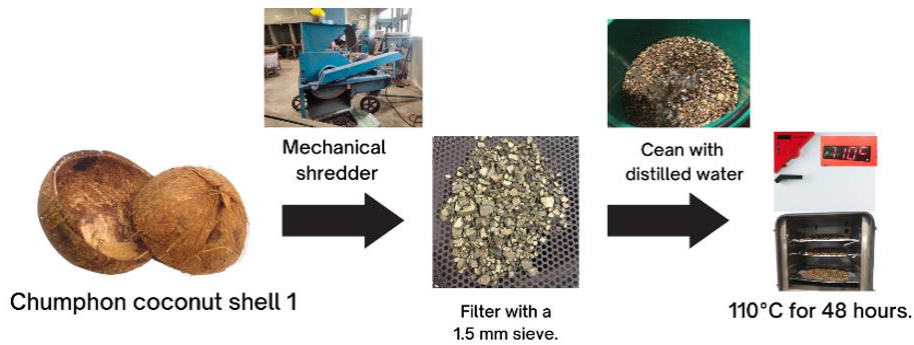 Mechanical
shredder
Cean with
distilled water
110°C
Chumphon coconut shell 1
Filter with a
1.5 mm sieve.
110°C for 48 hours.